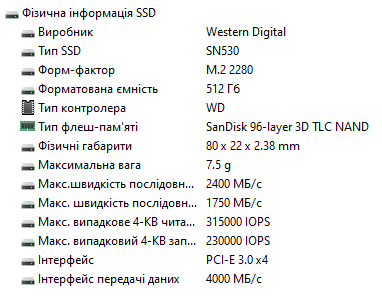 Фізична інформація SSD
Виробник Western Digital
Тип SSD SN530
Форм-фактор M.2 2280
Форматована ємність 512 Гб
Тип контролера WD
Тип флеш-пам'яті SanDisk 96-layer 3D TLC NAND
Фізичні габарити 80 x 22 x 2.38 mm
Максимальна вага 7.5 g
Макс.швидкість послідовн... 2400 МБ/с
Макс. швидкість послідовн... 1750 МБ/с
Макс. випадкове 4-KB чита... 315000 IOPS
Макс. випадковий 4-KB зап... 230000 IOPS
Інтерфейс PCI-E 3.0 x4
Інтерфейс передачі даних 4000 МБ/с